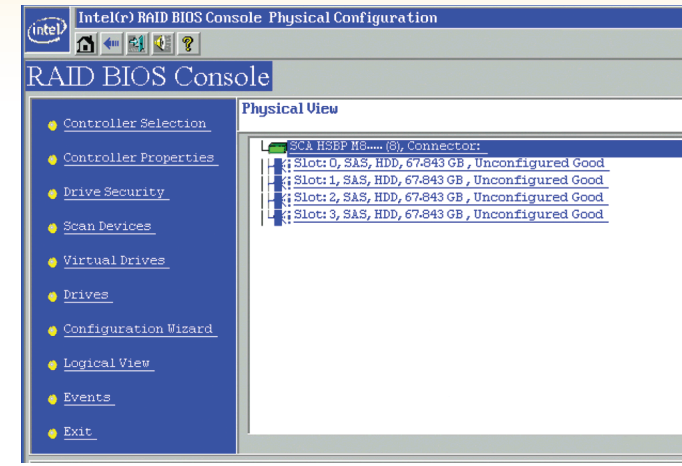 Intel(r) RAID BIOS Console Physical Configuration
intel
?
RAID BIOS Console
Physical View
Controller Selection
Controller Properties
Drive Security
Scan Devices
Virtual Drives
Drives
Configuration Wizard
Logical View
Events
Exit
SCA HSBP M8..... (8), Connector:
Slot: 0, SAS, HDD, 67.843 GB , Unconfigured Good
Slot: 1, SAS, HDD, 67.843 GB , Unconfigured Good
Slot: 2, SAS, HDD, 67.843 GB , Unconfigured Good
Slot: 3, SAS, HDD, 67.843 GB , Unconfigured Good